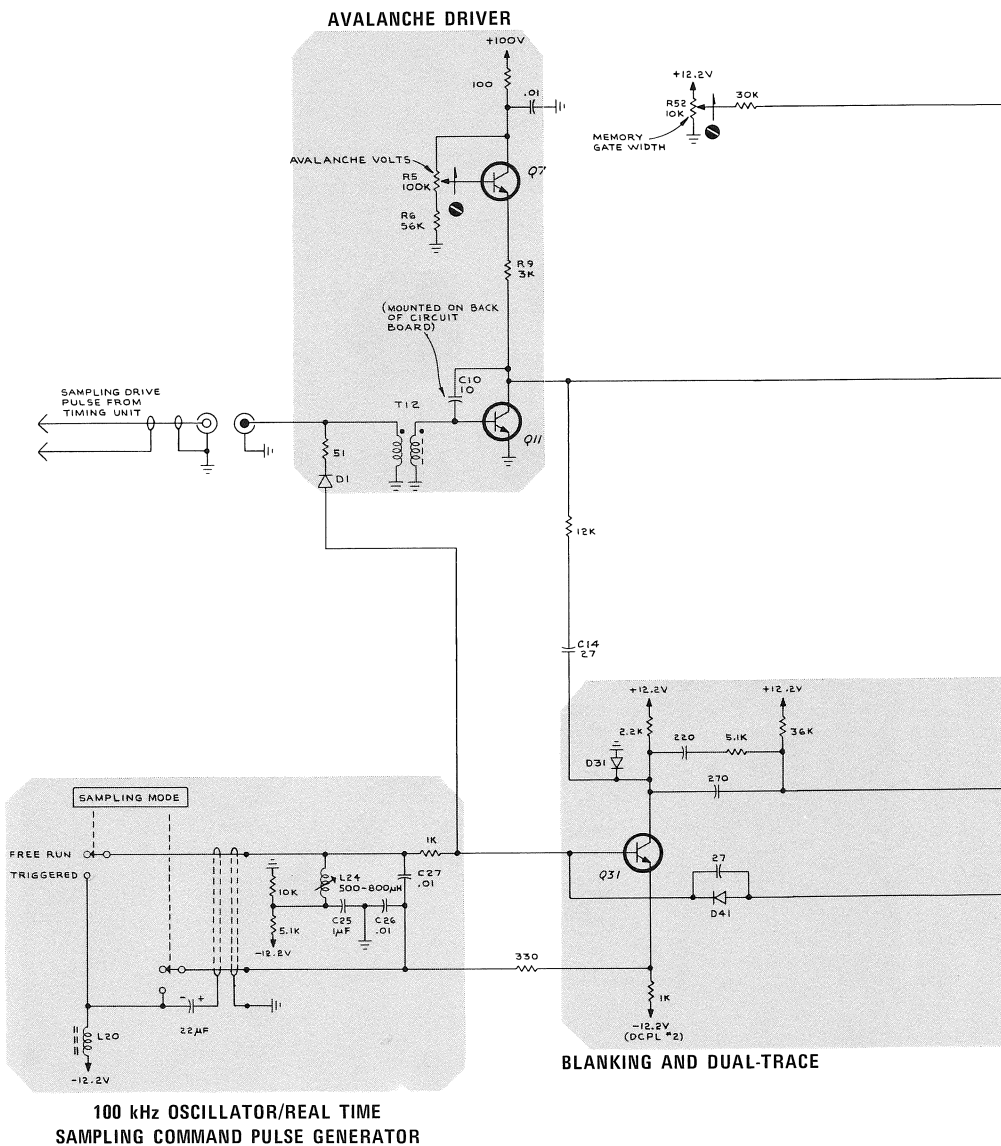 AVALANCHE DRIVER
+100V
100
.01
+12.2V
R52
10K
30K
MEMORY
GATE WIDTH
AVALANCHE VOLTS
R5
100K
Q7
R6
56K
R9
3K
(MOUNTED ON BACK
OF CIRCUIT
BOARD)
C10
10
SAMPLING DRIVE
PULSE FROM
TIMING UNIT
T12
Q11
51
D1
12K
C14
27
+12.2V
+12.2V
2.2K
220
5.1K
36K
D31
270
SAMPLING MODE
FREE RUN
TRIGGERED
1K
L24
500-800µH
C27
.01
10K
C25
1µF
C26
.01
5.1K
-12.2V
Q31
27
D41
330
1K
- +
22µF
L20
-12.2V
-12.2V
(DCPL #2)
BLANKING AND DUAL-TRACE
100 kHz OSCILLATOR/REAL TIME
SAMPLING COMMAND PULSE GENERATOR